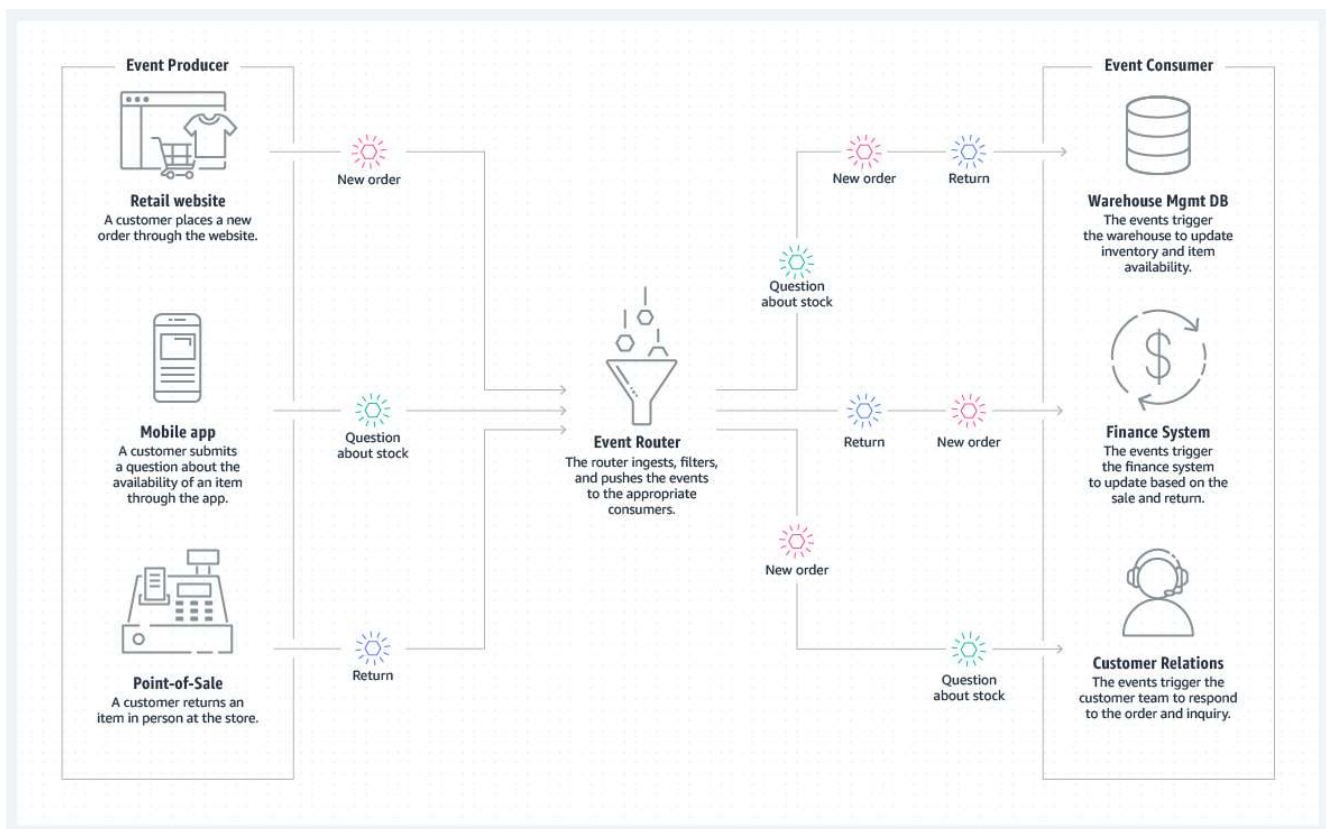 Event Producer
Retail website
A customer places a new
order through the website.
Mobile app
A customer submits
a question about the
availability of an item
through the app.
Point-of-Sale
A customer returns an
item in person at the store.
New order
Question
about stock
Return
Event Router
The router ingests, filters,
and pushes the events
to the appropriate
consumers.
New order
Return
Question
about stock
Return
New order
New order
Question
about stock
Event Consumer
Warehouse Mgmt DB
The events trigger
the warehouse to update
inventory and item
availability.
$
Finance System
The events trigger
the finance system
to update based on the
sale and return.
Customer Relations
The events trigger the
customer team to respond
to the order and inquiry.